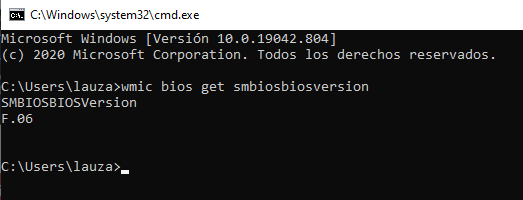 C:\Windows\system32\cmd.exe
Microsoft Windows [Versión 10.0.19042.804]
(c) 2020 Microsoft Corporation. Todos los derechos reservados.
C:\Users\lauza>wmic bios get smbiosbiosversion
SMBIOSBIOSVersion
F.06
C:\Users\lauza>